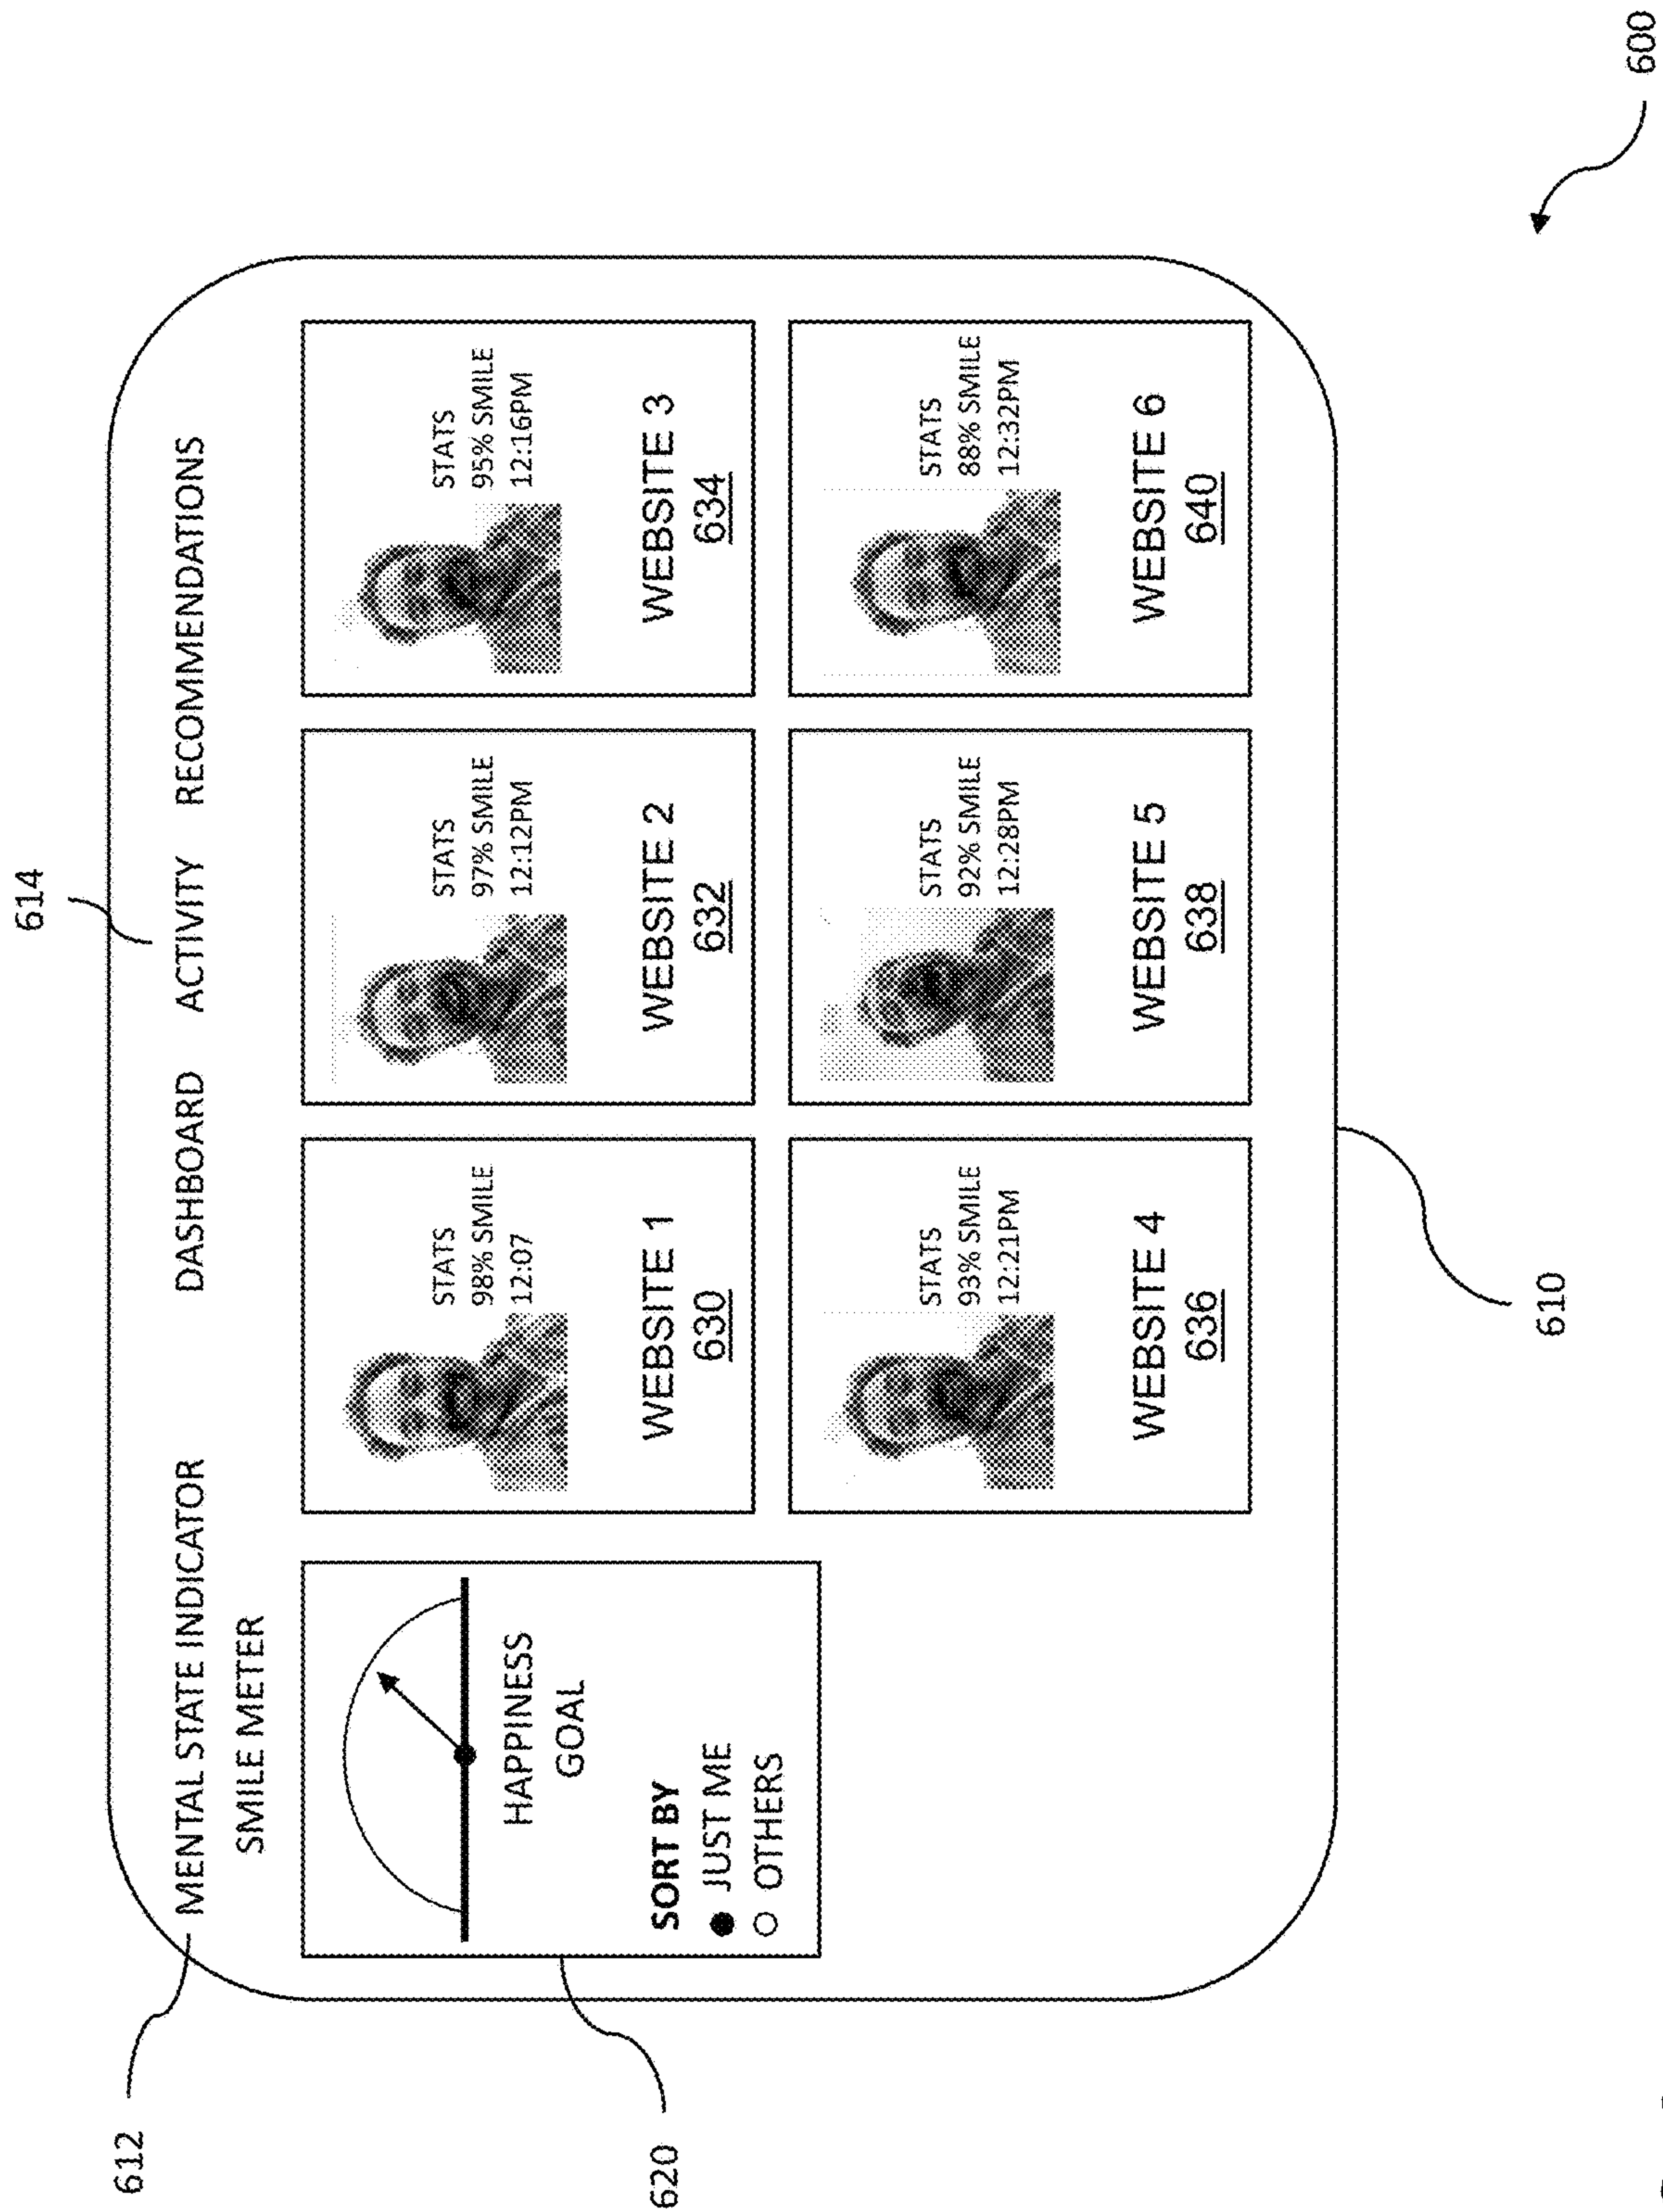 614
612
MENTAL STATE INDICATOR
DASHBOARD ACTIVITY RECOMMENDATIONS
SMILE METER
HAPPINESS
GOAL
SORT BY
● JUST ME
○ OTHERS
620
STATS
98% SMILE
12:07
WEBSITE 1
630
STATS
97% SMILE
12:12PM
WEBSITE 2
632
STATS
95% SMILE
12:16PM
WEBSITE 3
634
STATS
93% SMILE
12:21PM
WEBSITE 4
636
STATS
92% SMILE
12:28PM
WEBSITE 5
638
STATS
88% SMILE
12:32PM
WEBSITE 6
640
610
600